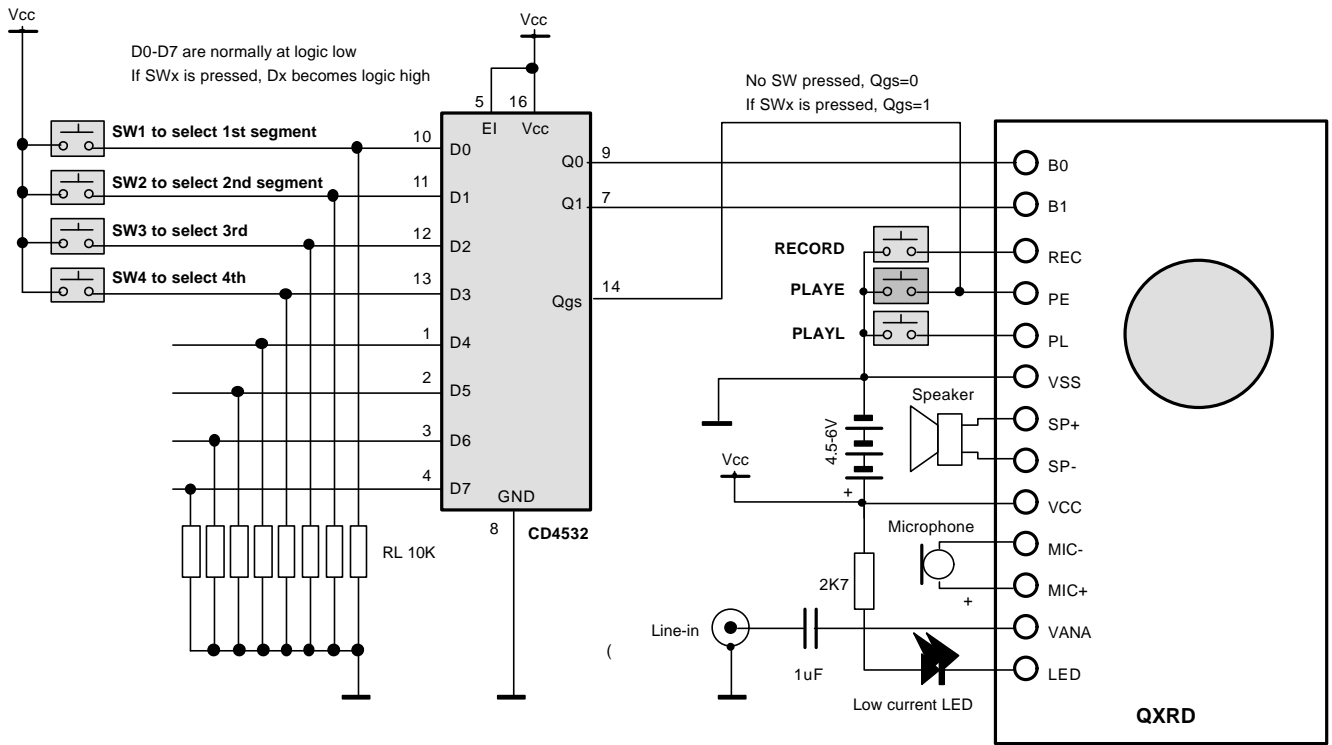 Vcc
Vcc
D0-D7 are normally at logic low
If SWx is pressed, Dx becomes logic high
No SW pressed, Qgs=0
If SWx is pressed, Qgs=1
5
16
EI
Vcc
SW1 to select 1st segment
10
D0
SW2 to select 2nd segment
11
D1
SW3 to select 3rd
12
D2
SW4 to select 4th
13
D3
1
D4
2
D5
3
D6
4
D7
Q0
9
Q1
7
Qgs
14
GND
8
CD4532
RL 10K
RECORD
PLAYE
PLAYL
Speaker
4.5-6V
+
Vcc
Microphone
+
2K7
Line-in
(
1uF
Low current LED
B0
B1
REC
PE
PL
VSS
SP+
SP-
VCC
MIC-
MIC+
VANA
LED
QXRD